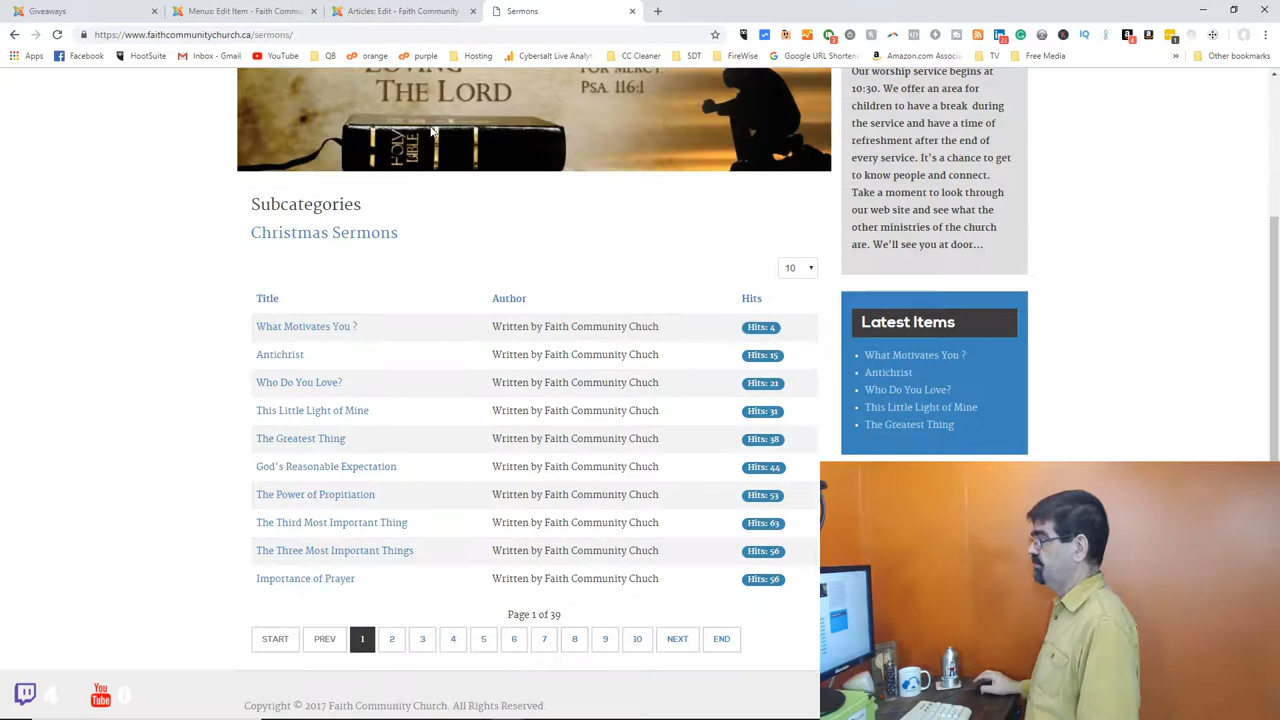 Giveaways
Menus: Edit Item - Faith Commu
Articles: Edit - Faith Community
Sermons
https://www.faithcommunitychurch.ca/sermons/
Apps
Facebook
HootSuite
Inbox - Gmail
YouTube
QB
orange
purple
Hosting
Cybersalt Live Analy
CC Cleaner
SDT
FireWise
Google URL Shortene
Amazon.com Associ
TV
Free Media
Other bookmarks
LOVING
THE LORD
FOR MERCY.
PSA. 116:1
HOLY
BIBLE
Our worship service begins at
10:30. We offer an area for
children to have a break during
the service and have a time of
refreshment after the end of
every service. It's a chance to get
to know people and connect.
Take a moment to look through
our web site and see what the
other ministries of the church
are. We'll see you at door...
Subcategories
Christmas Sermons
10
Title Author Hits
What Motivates You ? Written by Faith Community Chuch Hits: 4
Antichrist Written by Faith Community Chuch Hits: 15
Who Do You Love? Written by Faith Community Chuch Hits: 21
This Little Light of Mine Written by Faith Community Chuch Hits: 31
The Greatest Thing Written by Faith Community Chuch Hits: 38
God's Reasonable Expectation Written by Faith Community Chuch Hits: 44
The Power of Propitiation Written by Faith Community Chuch Hits: 53
The Third Most Important Thing Written by Faith Community Chuch Hits: 63
The Three Most Important Things Written by Faith Community Chuch Hits: 56
Importance of Prayer Written by Faith Community Chuch Hits: 56
Page 1 of 39
START PREV 1 2 3 4 5 6 7 8 9 10 NEXT END
Latest Items
What Motivates You ?
Antichrist
Who Do You Love?
This Little Light of Mine
The Greatest Thing
Copyright © 2017 Faith Community Church. All Rights Reserved.
4
You
Tube
0